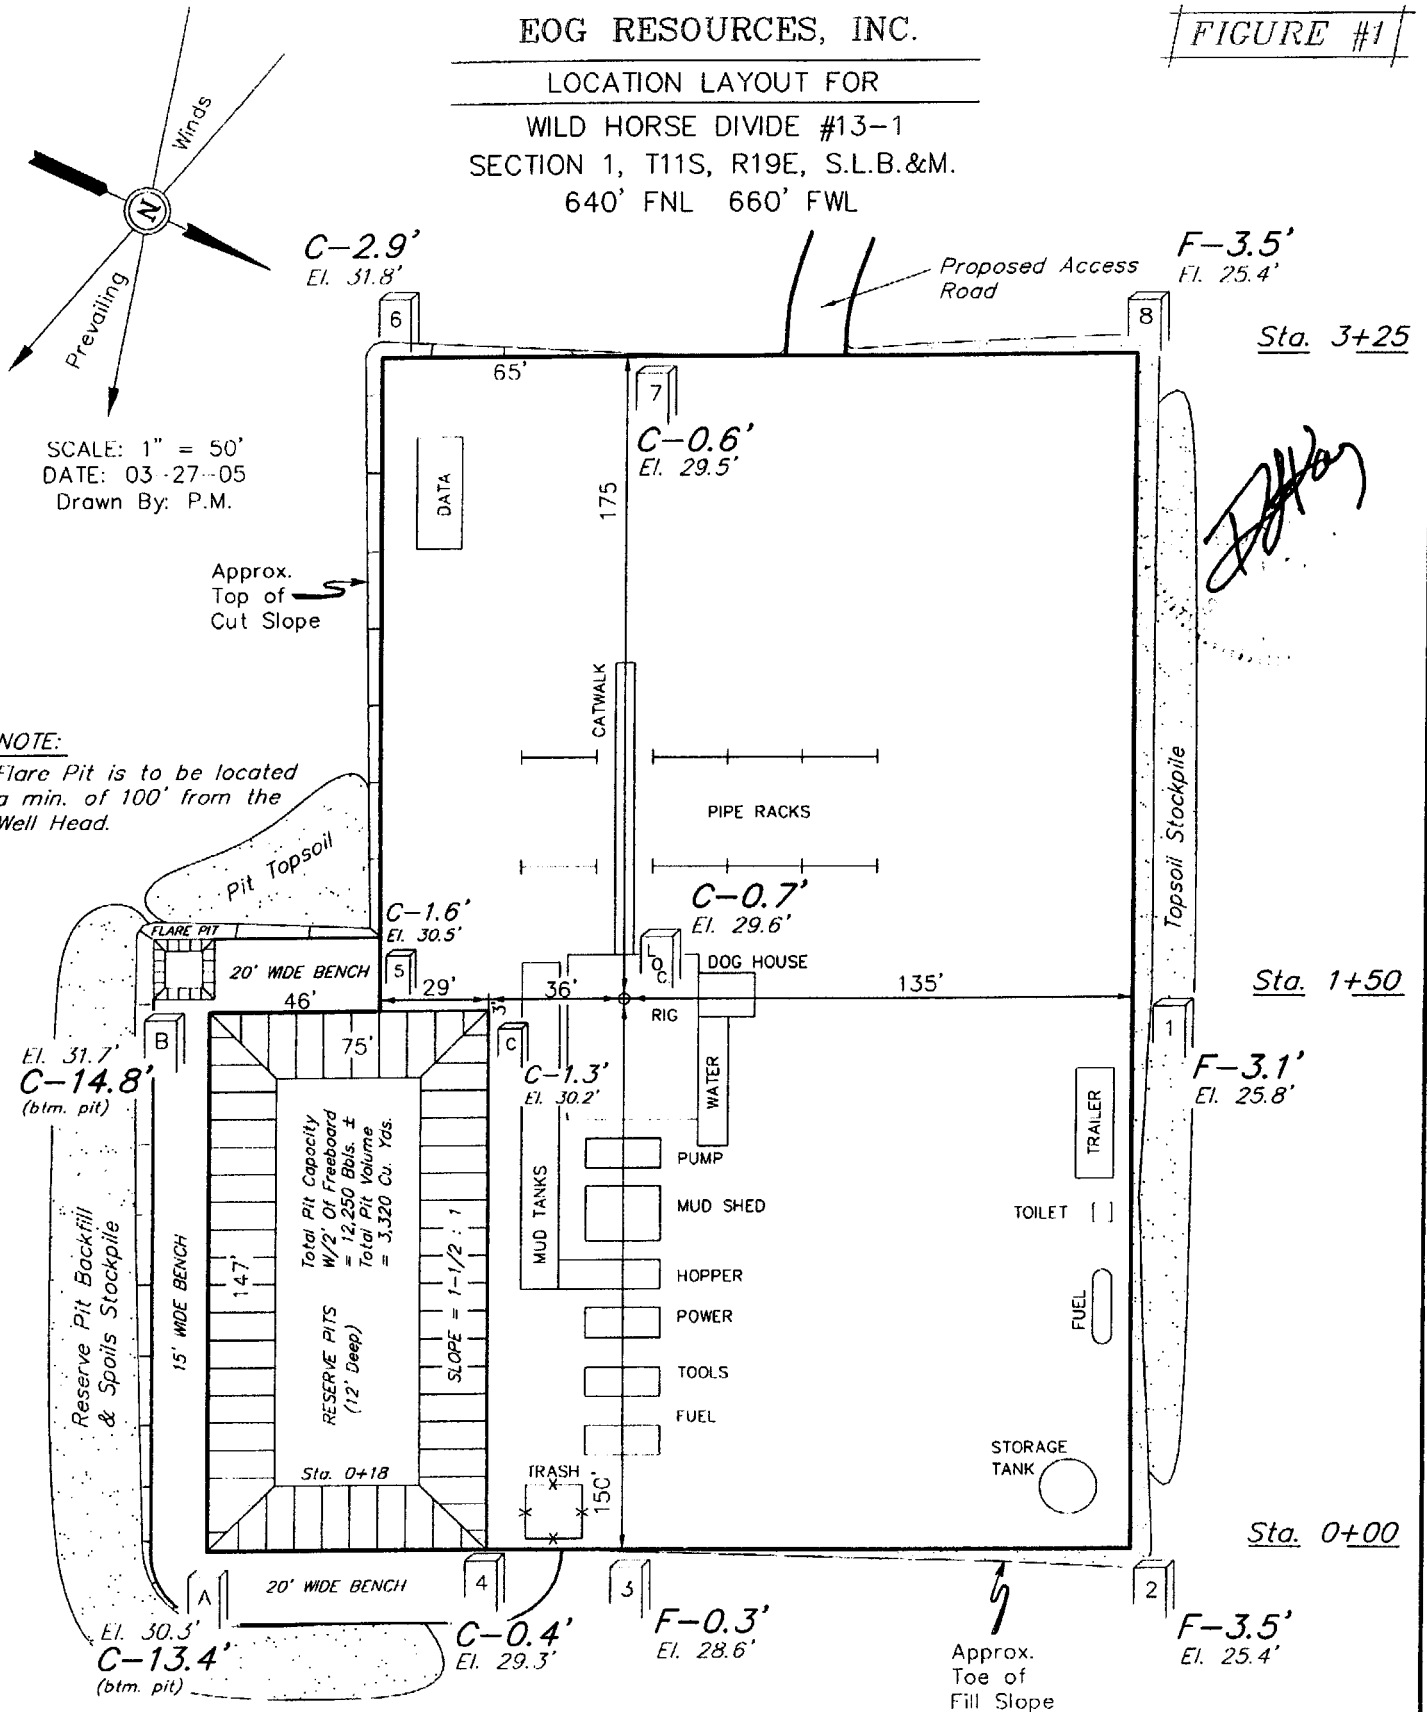 EOG RESOURCES, INC.
FIGURE #1
LOCATION LAYOUT FOR
WILD HORSE DIVIDE #13-1
SECTION 1, T11S, R19E, S.L.B.&M.
640' FNL 660' FWL
Winds
N
Prevailing
SCALE: 1" = 50'
DATE: 03-27-05
Drawn By: P.M.
C-2.9'
El. 31.8'
6
Proposed Access
Road
F-3.5'
El. 25.4'
8
Sta. 3+25
65'
7
C-0.6'
El. 29.5'
175
DATA
Approx.
Top of
Cut Slope
CATWALK
PIPE RACKS
Topsoil Stockpile
NOTE:
Flare Pit is to be located
a min. of 100' from the
Well Head.
Pit Topsoil
C-1.6'
El. 30.5'
5
C-0.7'
El. 29.6'
LOC.
FLARE PIT
20' WIDE BENCH
DOG HOUSE
46'
29'
3'
36'
RIG
135'
Sta. 1+50
B
El. 31.7'
C-14.8'
(btm. pit)
75'
C
C-1.3'
El. 30.2'
WATER
1
F-3.1'
El. 25.8'
TRAILER
Total Pit Capacity
W/2' Of Freeboard
= 12,250 Bbls. ±
Total Pit Volume
= 3,320 Cu. Yds.
RESERVE PITS
(12' Deep)
SLOPE = 1-1/2 : 1
147'
15' WIDE BENCH
Reserve Pit Backfill
& Spoils Stockpile
MUD TANKS
PUMP
MUD SHED
HOPPER
POWER
TOOLS
FUEL
TOILET
FUEL
STORAGE
TANK
Sta. 0+18
TRASH
150'
Sta. 0+00
A
20' WIDE BENCH
4
3
2
El. 30.3'
C-13.4'
(btm. pit)
C-0.4'
El. 29.3'
F-0.3'
El. 28.6'
F-3.5'
El. 25.4'
Approx.
Toe of
Fill Slope